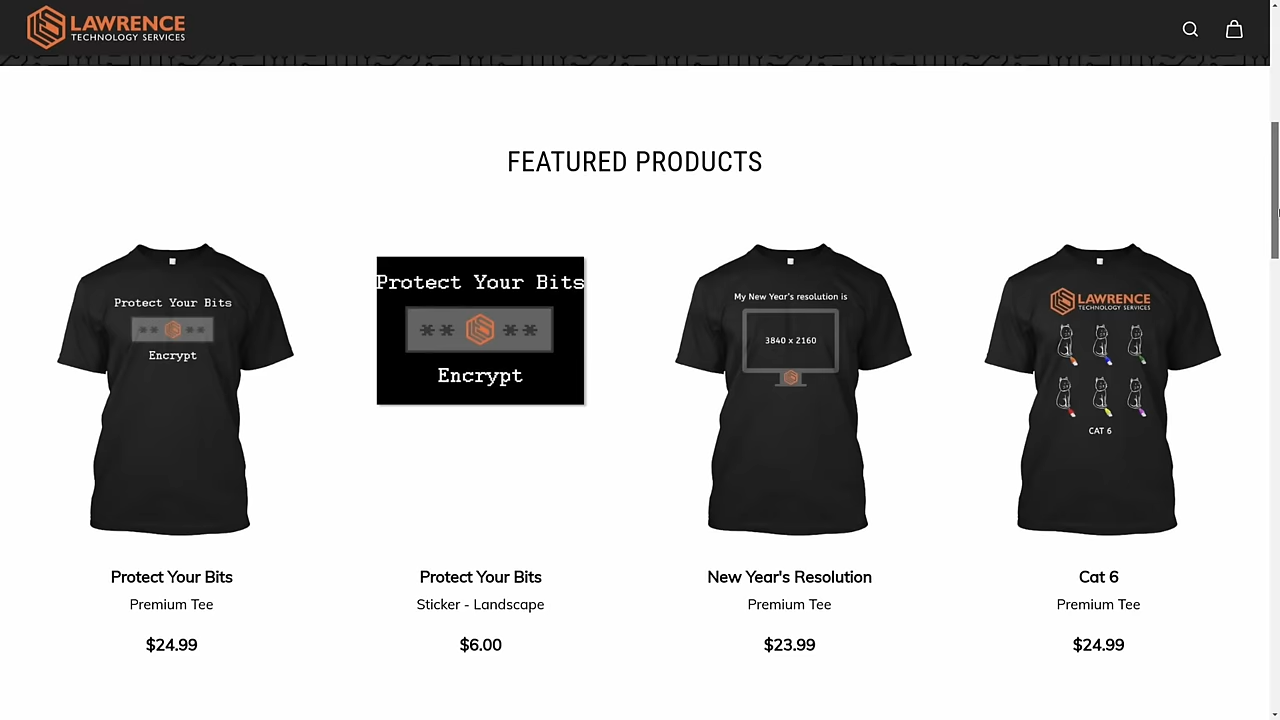 LAWRENCE
TECHNOLOGY SERVICES
FEATURED PRODUCTS
Protect Your Bits
** **
Encrypt
Protect Your Bits
** **
Encrypt
My New Year's resolution is
3840 x 2160
LAWRENCE
TECHNOLOGY SERVICES
CAT 6
Protect Your Bits
Premium Tee
$24.99
Protect Your Bits
Sticker - Landscape
$6.00
New Year's Resolution
Premium Tee
$23.99
Cat 6
Premium Tee
$24.99